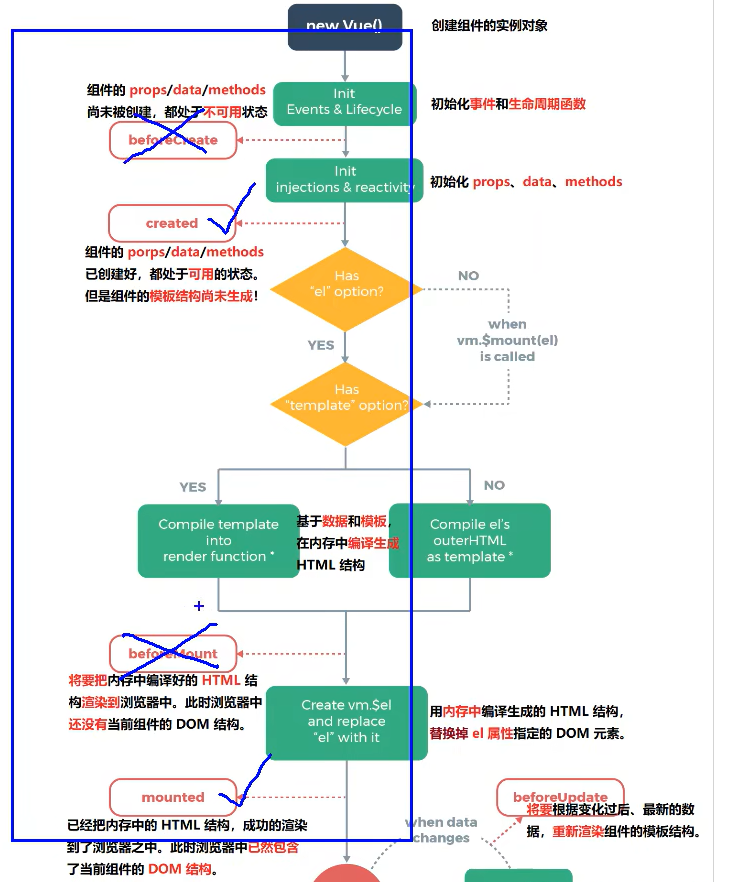 new Vue()
创建组件的实例对象
组件的 props/data/methods
尚未被创建，都处于不可用状态
Init
Events & Lifecycle
初始化事件和生命周期函数
beforeCreate
Init
injections & reactivity
初始化 props、data、methods
created
组件的 porps/data/methods
已创建好，都处于可用的状态。
但是组件的模板结构尚未生成！
Has
"el" option?
NO
when
vm.$mount(el)
is called
YES
Has
"template" option?
YES
NO
Compile template
into
render function *
基于数据和模板，
在内存中编译生成
HTML 结构
Compile el's
outerHTML
as template *
beforeMount
将要把内存中编译好的 HTML 结
构渲染到浏览器中。此时浏览器中
还没有当前组件的 DOM 结构。
Create vm.$el
and replace
"el" with it
用内存中编译生成的 HTML 结构，
替换掉 el 属性指定的 DOM 元素。
mounted
已经把内存中的 HTML 结构，成功的渲染
到了浏览器之中。此时浏览器中已然包含
了当前组件的 DOM 结构。
when data
changes
beforeUpdate
将要根据变化过后、最新的数
据，重新渲染组件的模板结构。